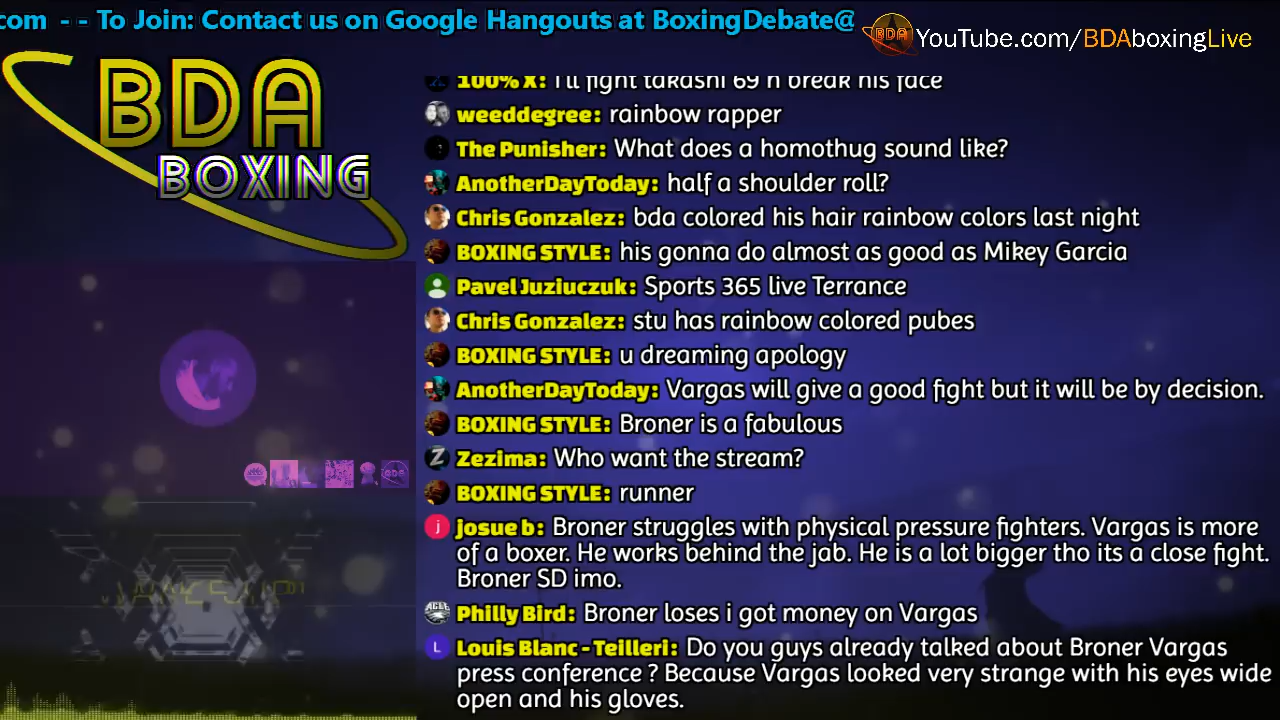 com - - To Join: Contact us on Google Hangouts at BoxingDebate@
YouTube.com/BDAboxingLive
BDA
BOXING
100% X: I'll fight takashi 69 n break his face
weeddegree: rainbow rapper
The Punisher: What does a homothug sound like?
AnotherDayToday: half a shoulder roll?
Chris Gonzalez: bda colored his hair rainbow colors last night
BOXING STYLE: his gonna do almost as good as Mikey Garcia
Pavel Juziuczuk: Sports 365 live Terrance
Chris Gonzalez: stu has rainbow colored pubes
BOXING STYLE: u dreaming apology
AnotherDayToday: Vargas will give a good fight but it will be by decision.
BOXING STYLE: Broner is a fabulous
Zezima: Who want the stream?
BOXING STYLE: runner
josue b: Broner struggles with physical pressure fighters. Vargas is more
of a boxer. He works behind the jab. He is a lot bigger tho its a close fight.
Broner SD imo.
Philly Bird: Broner loses i got money on Vargas
Louis Blanc - Teilleri: Do you guys already talked about Broner Vargas
press conference ? Because Vargas looked very strange with his eyes wide
open and his gloves.